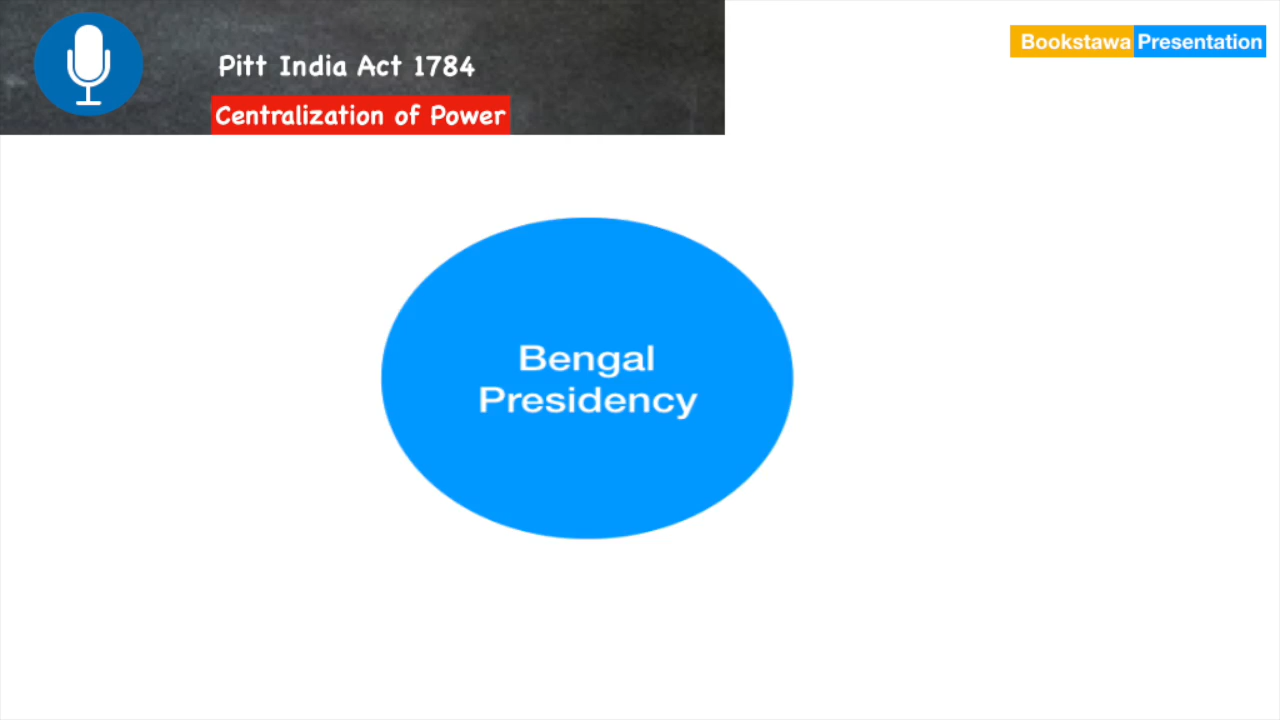 Pitt India Act 1784
Centralization of Power
Bookstawa Presentation
Bengal
Presidency